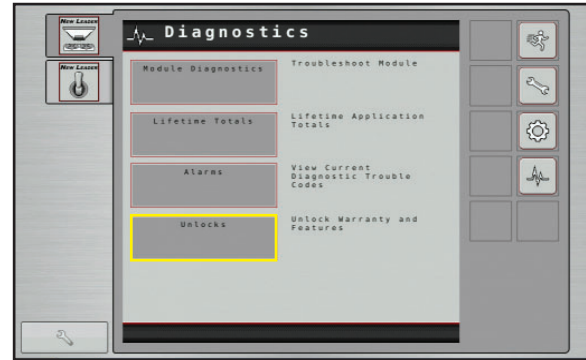 New Leader
New Leader
Diagnostics
Module Diagnostics
Troubleshoot Module
Lifetime Totals
Lifetime Application
Totals
Alarms
View Current
Diagnostic Trouble
Codes
Unlocks
Unlock Warranty and
Features